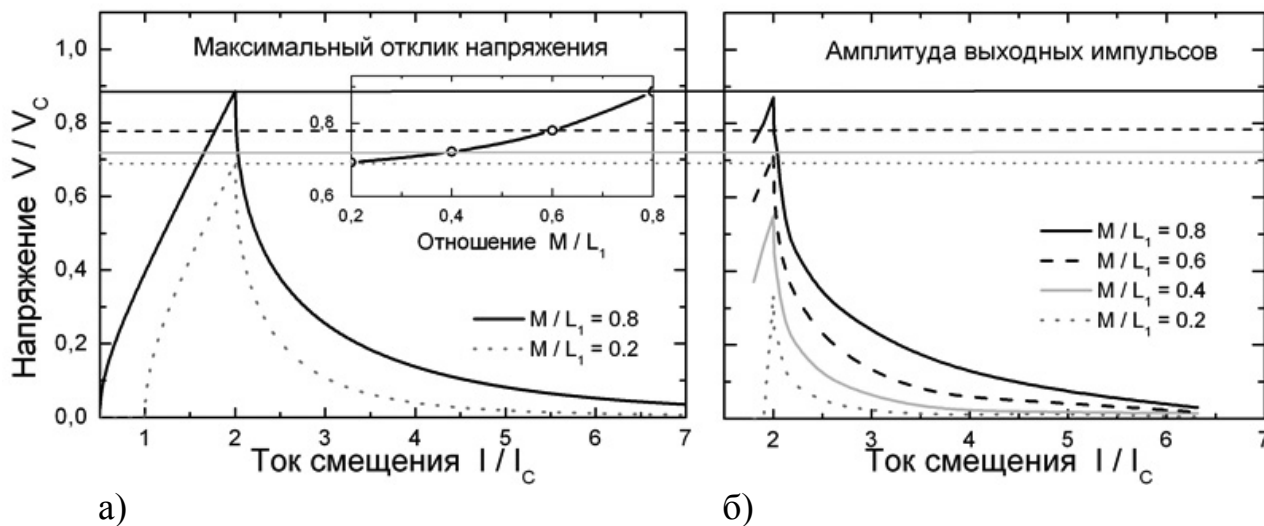 Напряжение V / V_C
1,0
0,8
0,6
0,4
0,2
0,0
Максимальный отклик напряжения
0,8
0,6
0,2 0,4 0,6 0,8
Отношение M / L_1
M / L_1 = 0.8
M / L_1 = 0.2
1 2 3 4 5 6 7
Ток смещения I / I_C
а)
Амплитуда выходных импульсов
M / L_1 = 0.8
M / L_1 = 0.6
M / L_1 = 0.4
M / L_1 = 0.2
2 3 4 5 6 7
Ток смещения I / I_C
б)